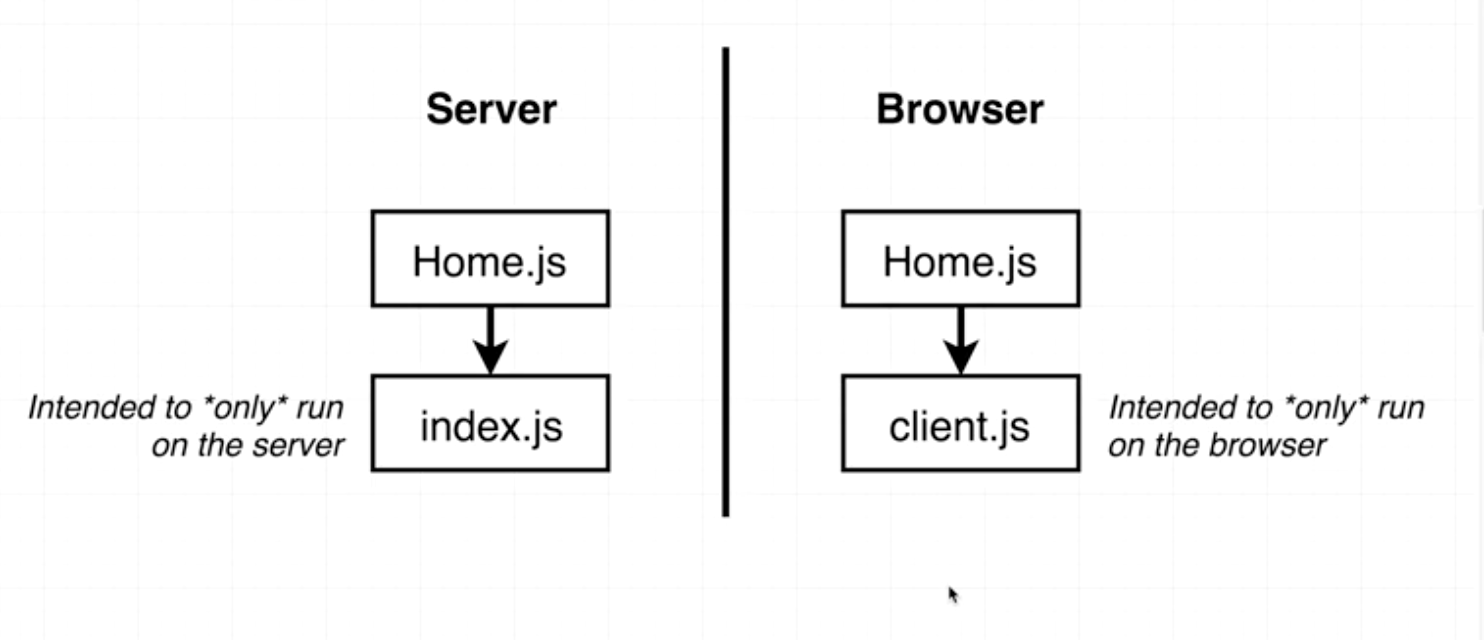 Server
Browser
Home.js
Home.js
Intended to *only* run
on the server
index.js
client.js
Intended to *only* run
on the browser